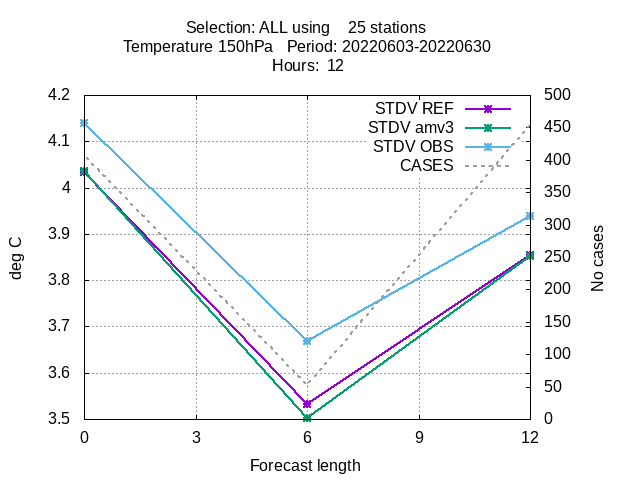 Selection: ALL using    25 stations
Temperature 150hPa   Period: 20220603-20220630
Hours:  12
STDV REF
STDV amv3
STDV OBS
CASES
deg C
4.2
4.1
4
3.9
3.8
3.7
3.6
3.5
500
450
400
350
300
250
200
150
100
50
0
No cases
0 3 6 9 12
Forecast length